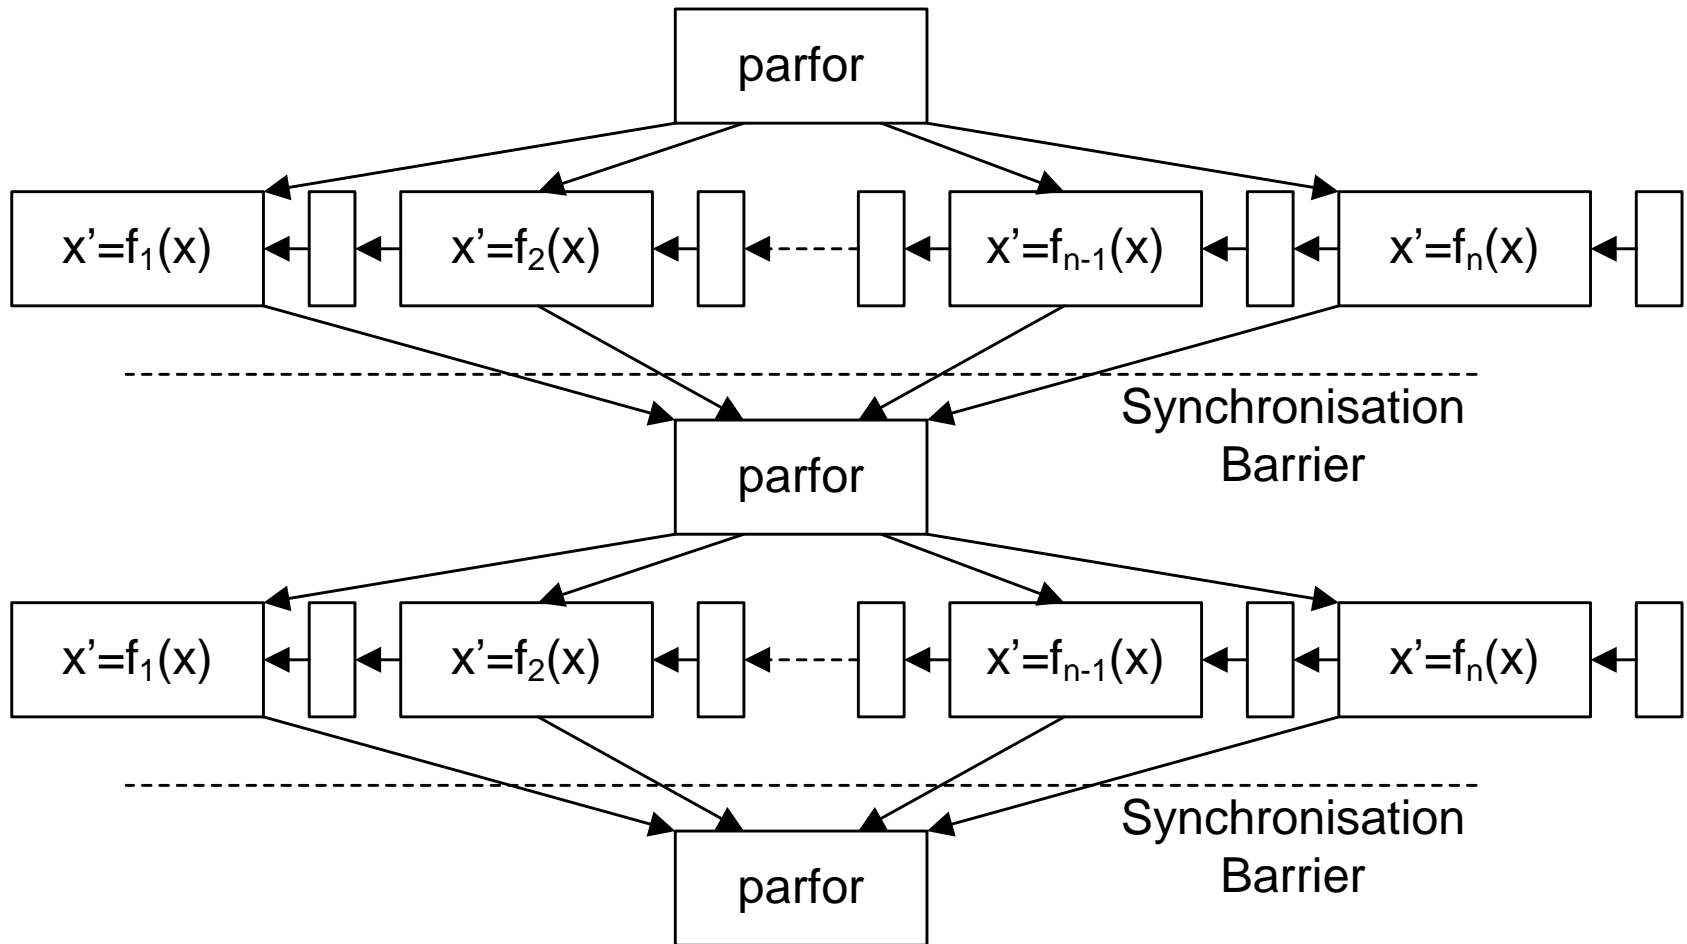 parfor
x’=f₁(x) x’=f₂(x) x’=fₙ₋₁(x) x’=fₙ(x)
Synchronisation
Barrier
parfor
x’=f₁(x) x’=f₂(x) x’=fₙ₋₁(x) x’=fₙ(x)
Synchronisation
Barrier
parfor